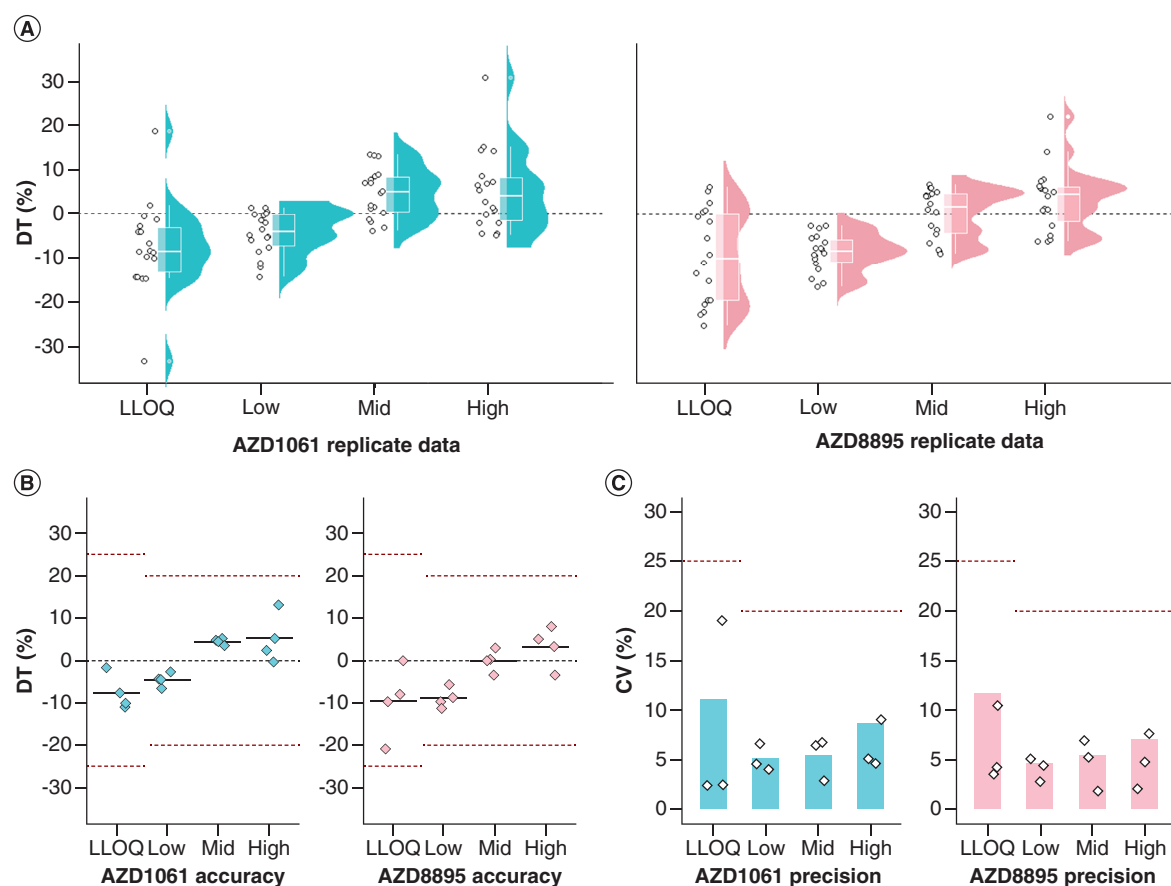 A
DT (%)
30
20
10
0
-10
-20
-30
LLOQ Low Mid High
AZD1061 replicate data
LLOQ Low Mid High
AZD8895 replicate data
B
DT (%)
30
20
10
0
-10
-20
-30
LLOQ Low Mid High
AZD1061 accuracy
30
20
10
0
-10
-20
-30
LLOQ Low Mid High
AZD8895 accuracy
C
CV (%)
30
25
20
15
10
5
0
LLOQ Low Mid High
AZD1061 precision
30
25
20
15
10
5
0
LLOQ Low Mid High
AZD8895 precision